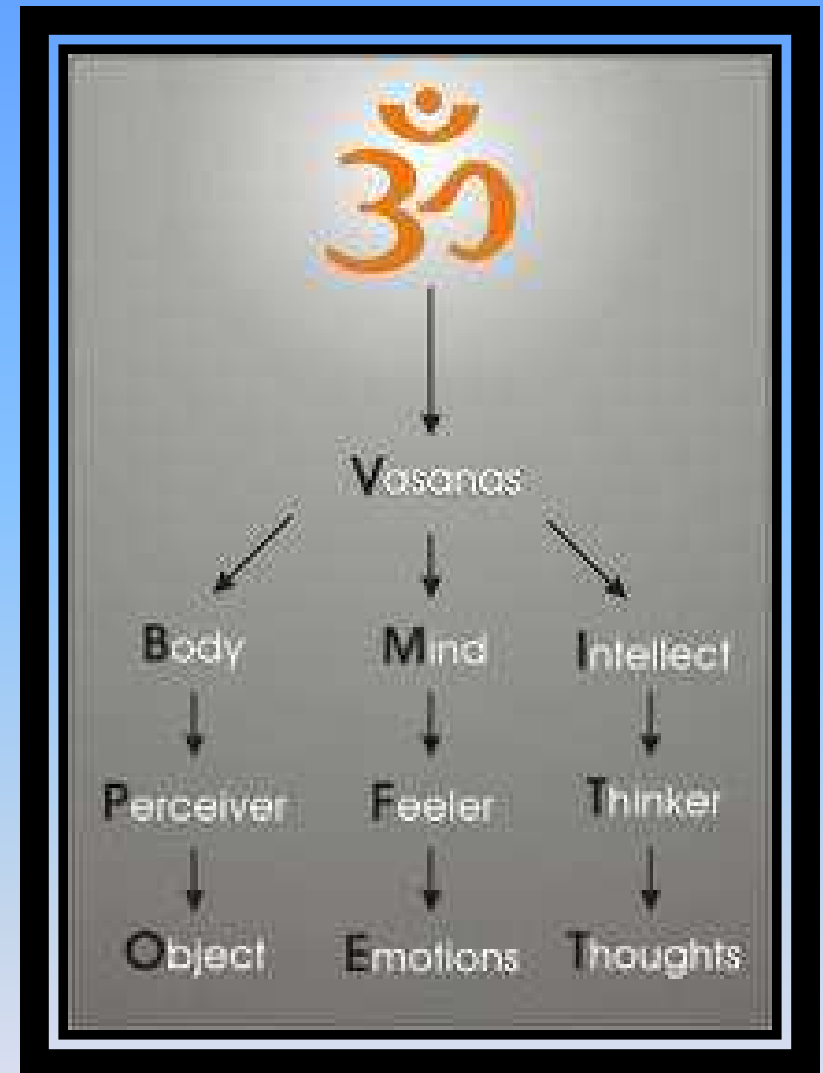 ॐ
Vasanas
Body Mind Intellect
Perceiver Feeler Thinker
Object Emotions Thoughts